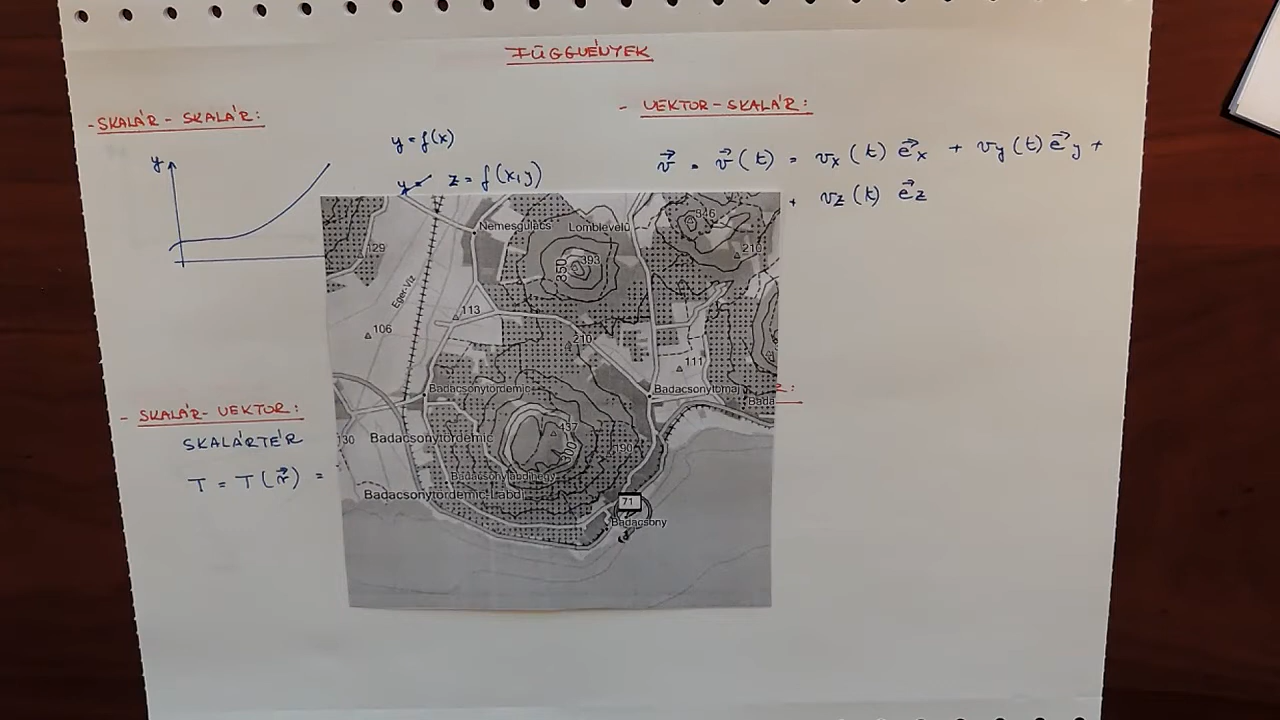 FÜGGVÉNYEK
- SKALÁR - SKALÁR:
y
y = f(x)
z = f(x,y)
- VEKTOR - SKALÁR:
v⃗ = v⃗(t) = vx(t) e⃗x + vy(t) e⃗y +
+ vz(t) e⃗z
- SKALÁR - VEKTOR:
SKALÁRTÉR
T = T(r⃗) =
R:
Nemesgulács
Lomblevelű
346
129
210
393
350
Eger-víz
113
106
210
111
Badacsonytördemic
Badacsonytomaj
Bada
437
300
190
130
Badacsonytördemic
Badacsonylábdihegy
Badacsonytördemic-Lábdi
71
Badacsony